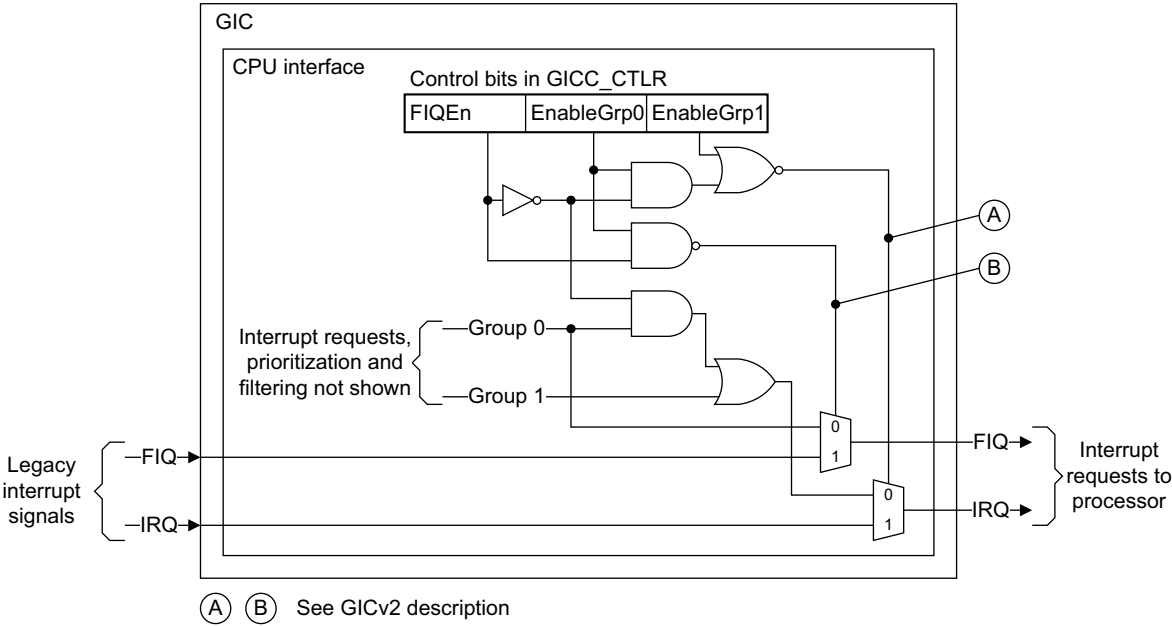 GIC
CPU interface
Control bits in GICC_CTLR
FIQEn EnableGrp0 EnableGrp1
A
B
Interrupt requests,
prioritization and
filtering not shown
Group 0
Group 1
0
1
0
1
Legacy
interrupt
signals
FIQ
IRQ
FIQ
IRQ
Interrupt
requests to
processor
A B See GICv2 description